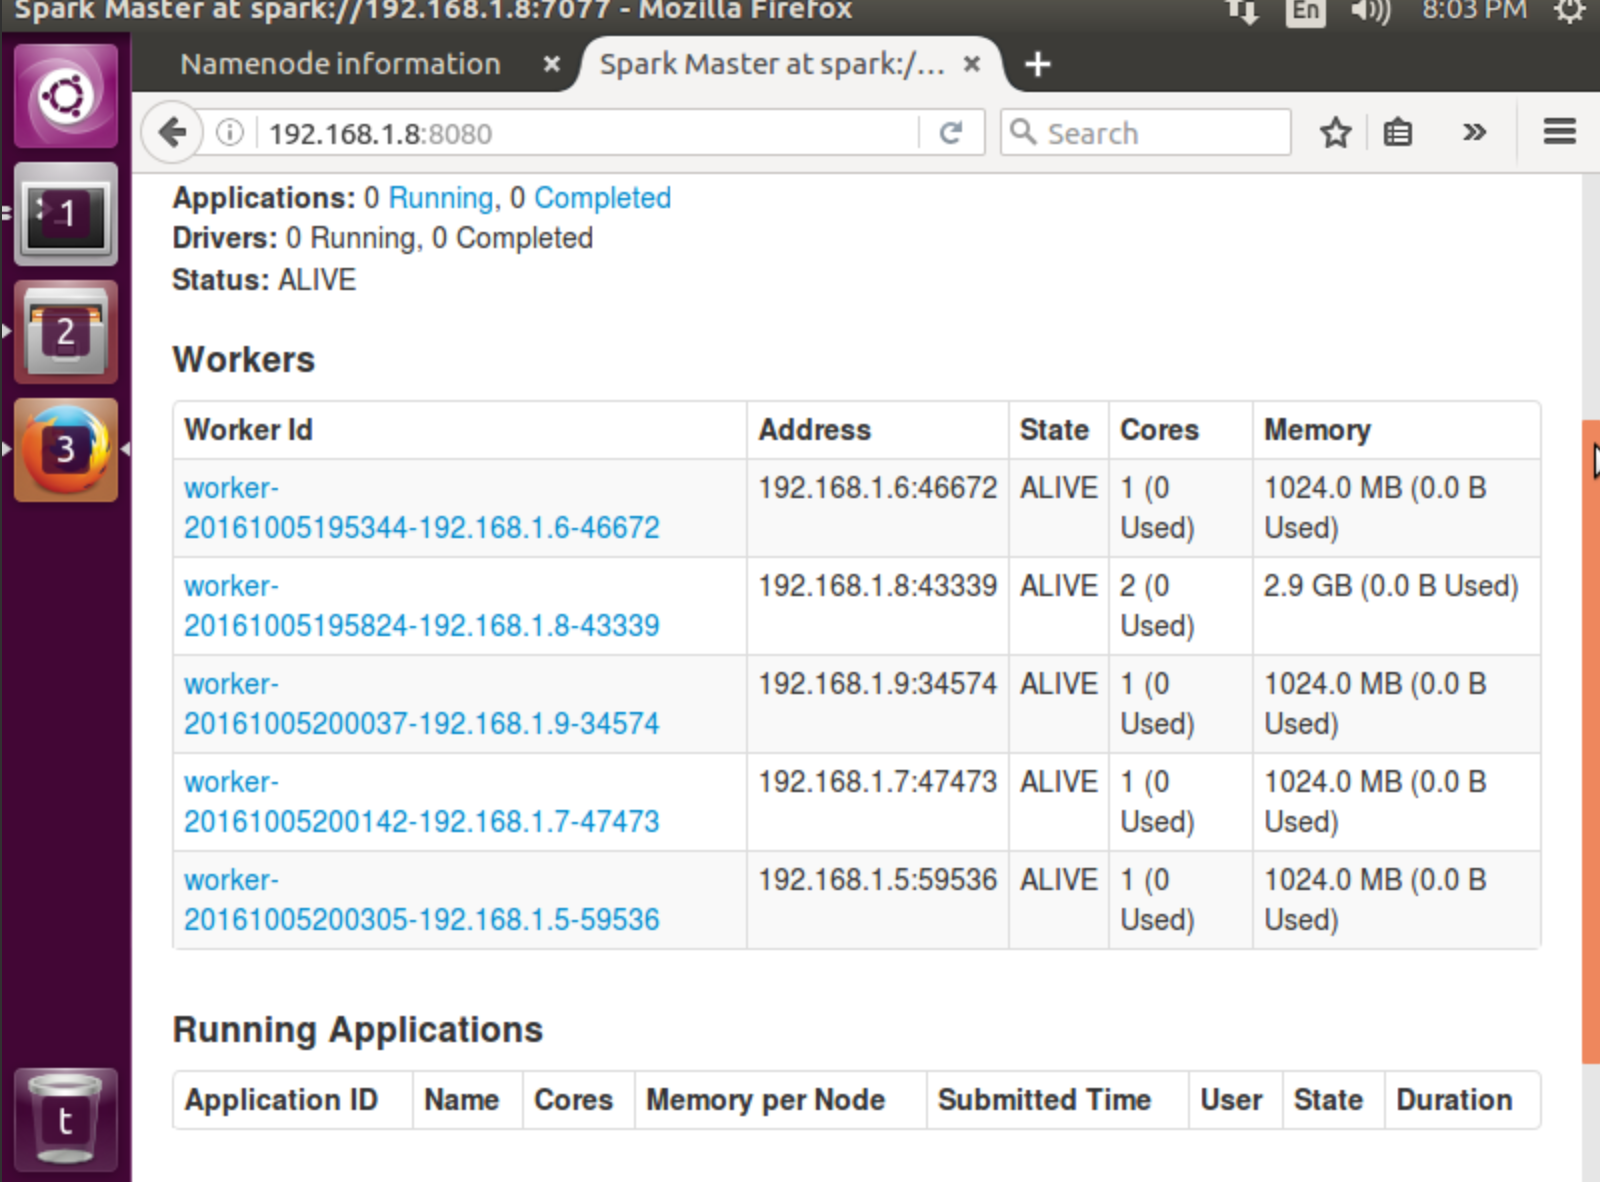 Spark Master at spark://192.168.1.8:7077 - Mozilla Firefox
En
8:03 PM
Namenode information
Spark Master at spark:/...
192.168.1.8:8080
Search
1
2
3
t
Applications: 0 Running, 0 Completed
Drivers: 0 Running, 0 Completed
Status: ALIVE
Workers
Worker Id Address State Cores Memory
worker- 192.168.1.6:46672 ALIVE 1 (0 1024.0 MB (0.0 B
20161005195344-192.168.1.6-46672 Used) Used)
worker- 192.168.1.8:43339 ALIVE 2 (0 2.9 GB (0.0 B Used)
20161005195824-192.168.1.8-43339 Used)
worker- 192.168.1.9:34574 ALIVE 1 (0 1024.0 MB (0.0 B
20161005200037-192.168.1.9-34574 Used) Used)
worker- 192.168.1.7:47473 ALIVE 1 (0 1024.0 MB (0.0 B
20161005200142-192.168.1.7-47473 Used) Used)
worker- 192.168.1.5:59536 ALIVE 1 (0 1024.0 MB (0.0 B
20161005200305-192.168.1.5-59536 Used) Used)
Running Applications
Application ID Name Cores Memory per Node Submitted Time User State Duration